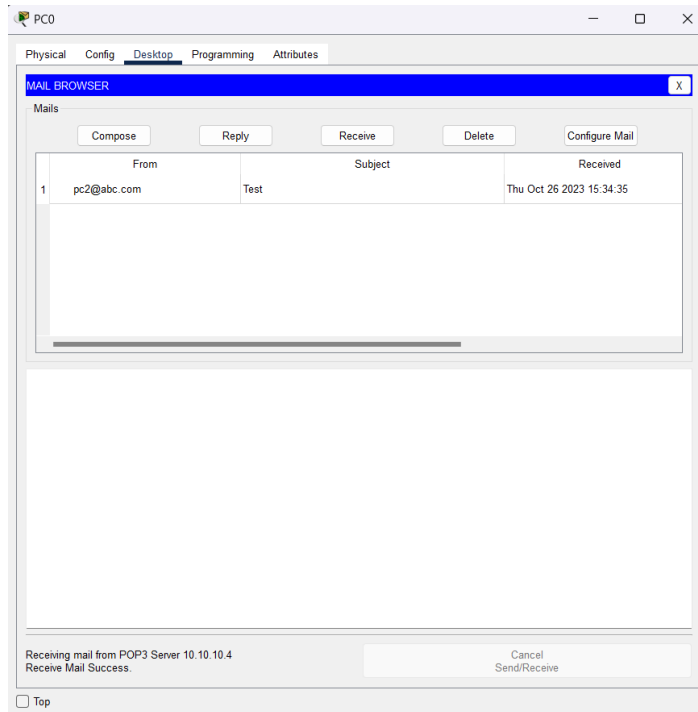 PC0
Physical Config Desktop Programming Attributes
MAIL BROWSER X
Mails
Compose Reply Receive Delete Configure Mail
From Subject Received
1 pc2@abc.com Test Thu Oct 26 2023 15:34:35
Receiving mail from POP3 Server 10.10.10.4
Receive Mail Success.
Cancel
Send/Receive
Top